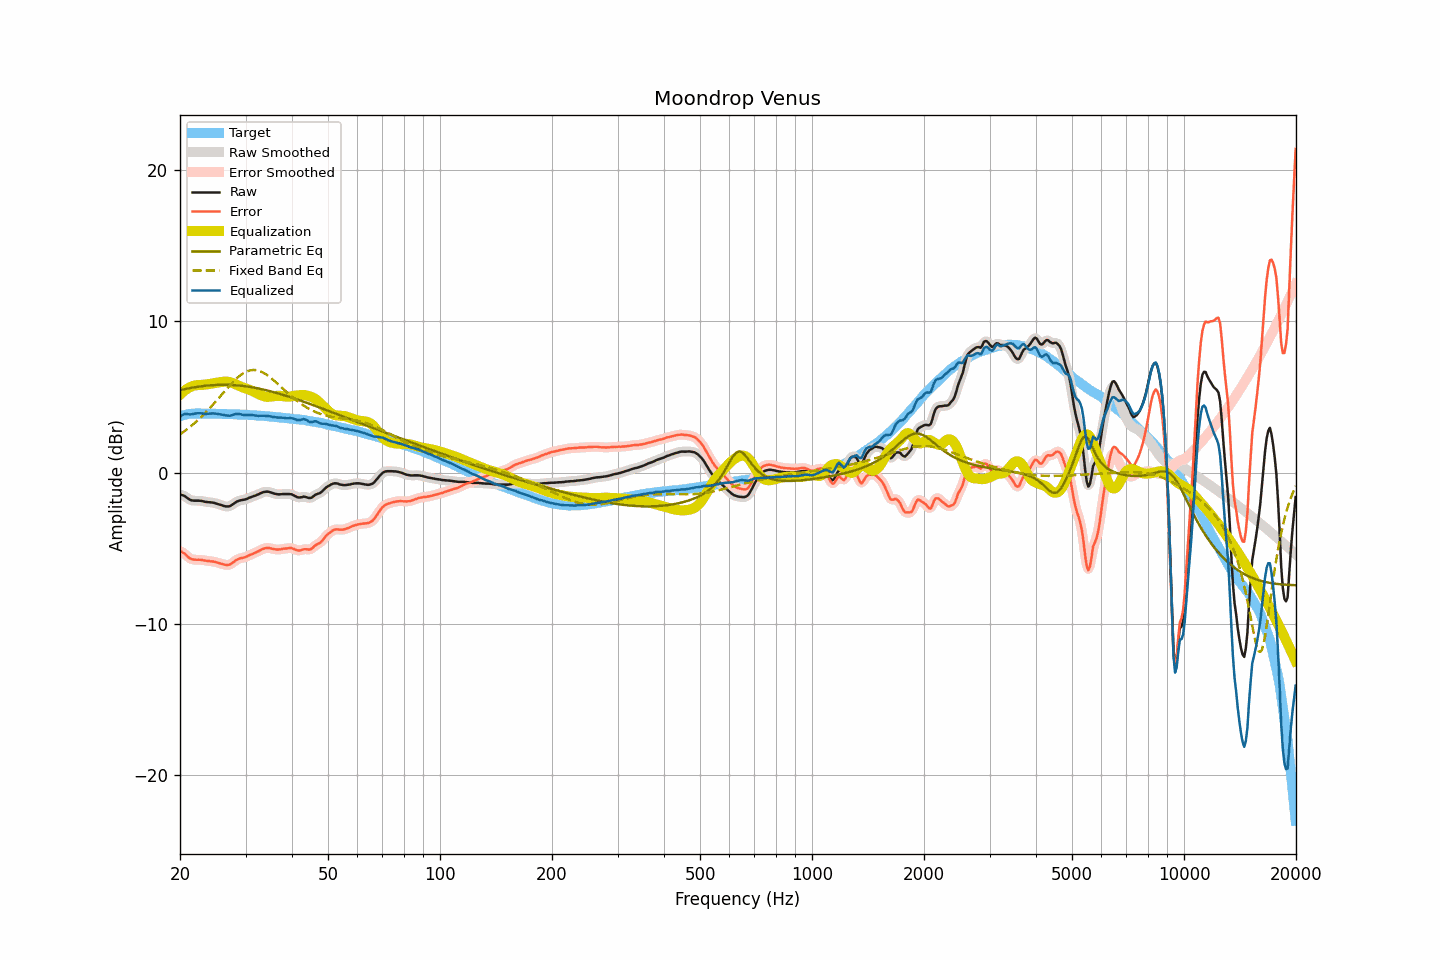 Moondrop Venus
Target
Raw Smoothed
Error Smoothed
Raw
Error
Equalization
Parametric Eq
Fixed Band Eq
Equalized
20
10
0
−10
−20
Amplitude (dBr)
20 50 100 200 500 1000 2000 5000 10000 20000
Frequency (Hz)